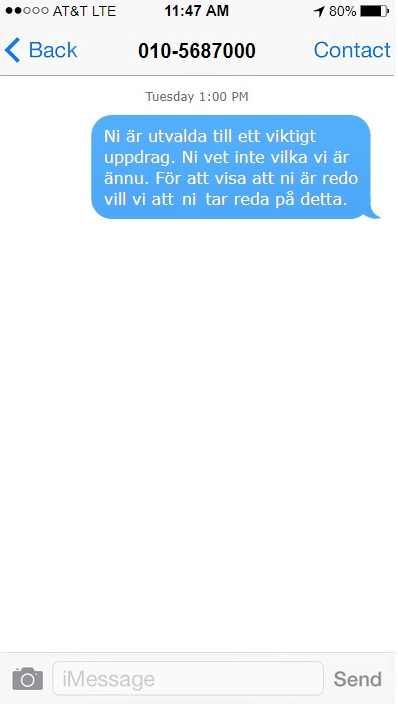 AT&T LTE 11:47 AM 80%
Back 010-5687000 Contact
Tuesday 1:00 PM
Ni är utvalda till ett viktigt
uppdrag. Ni vet inte vilka vi är
ännu. För att visa att ni är redo
vill vi att ni tar reda på detta.
iMessage Send